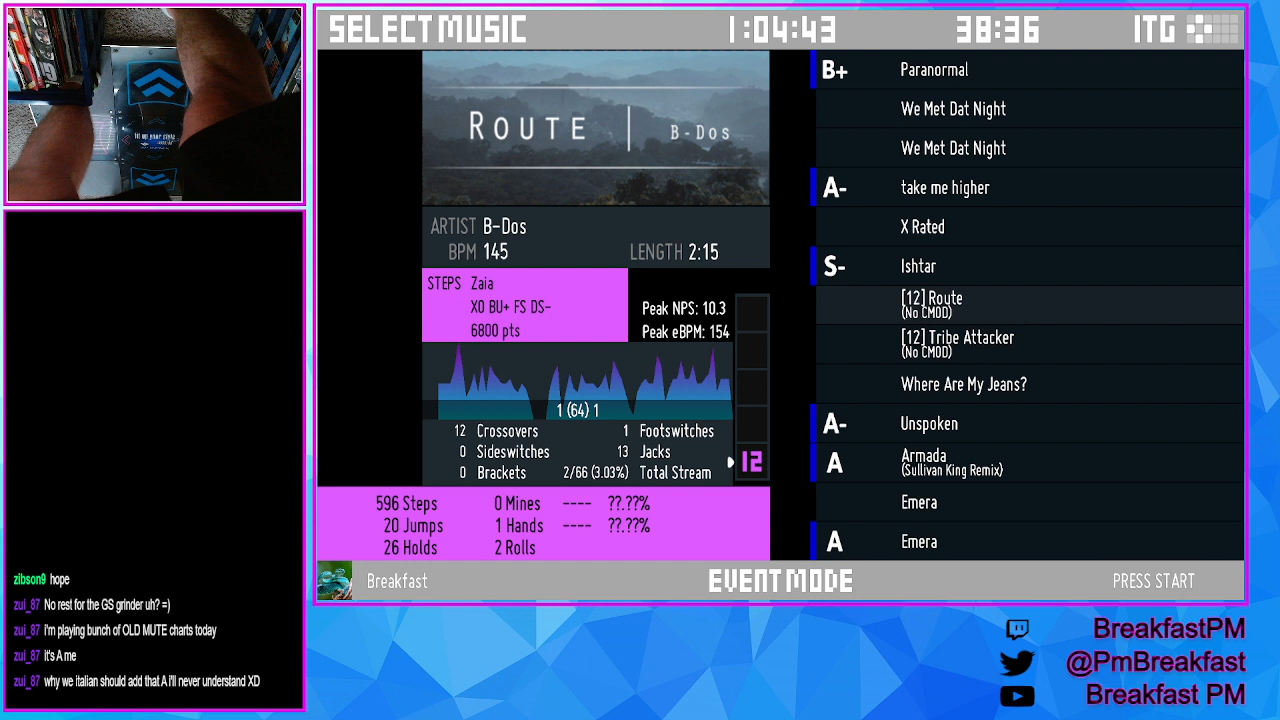 SELECT MUSIC 1:04:43 38:36 ITG
ROUTE | B-DOS
ARTIST B-Dos
BPM 145 LENGTH 2:15
STEPS Zaia
XO BU+ FS DS-
6800 pts
Peak NPS: 10.3
Peak eBPM: 154
1 (64) 1
12 Crossovers 1 Footswitches
0 Sideswitches 13 Jacks
0 Brackets 2/66 (3.03%) Total Stream
12
596 Steps 0 Mines ---- ??.??%
20 Jumps 1 Hands ---- ??.??%
26 Holds 2 Rolls
B+ Paranormal
We Met Dat Night
We Met Dat Night
A- take me higher
X Rated
S- Ishtar
[12] Route
(No CMOD)
[12] Tribe Attacker
(No CMOD)
Where Are My Jeans?
A- Unspoken
A Armada
(Sullivan King Remix)
Emera
A Emera
Breakfast EVENT MODE PRESS START
zibson9 hope
zui_87 No rest for the GS grinder uh? =)
zui_87 i'm playing bunch of OLD MUTE charts today
zui_87 it's A me
zui_87 why we italian should add that A i'll never understand XD
BreakfastPM
@PmBreakfast
Breakfast PM